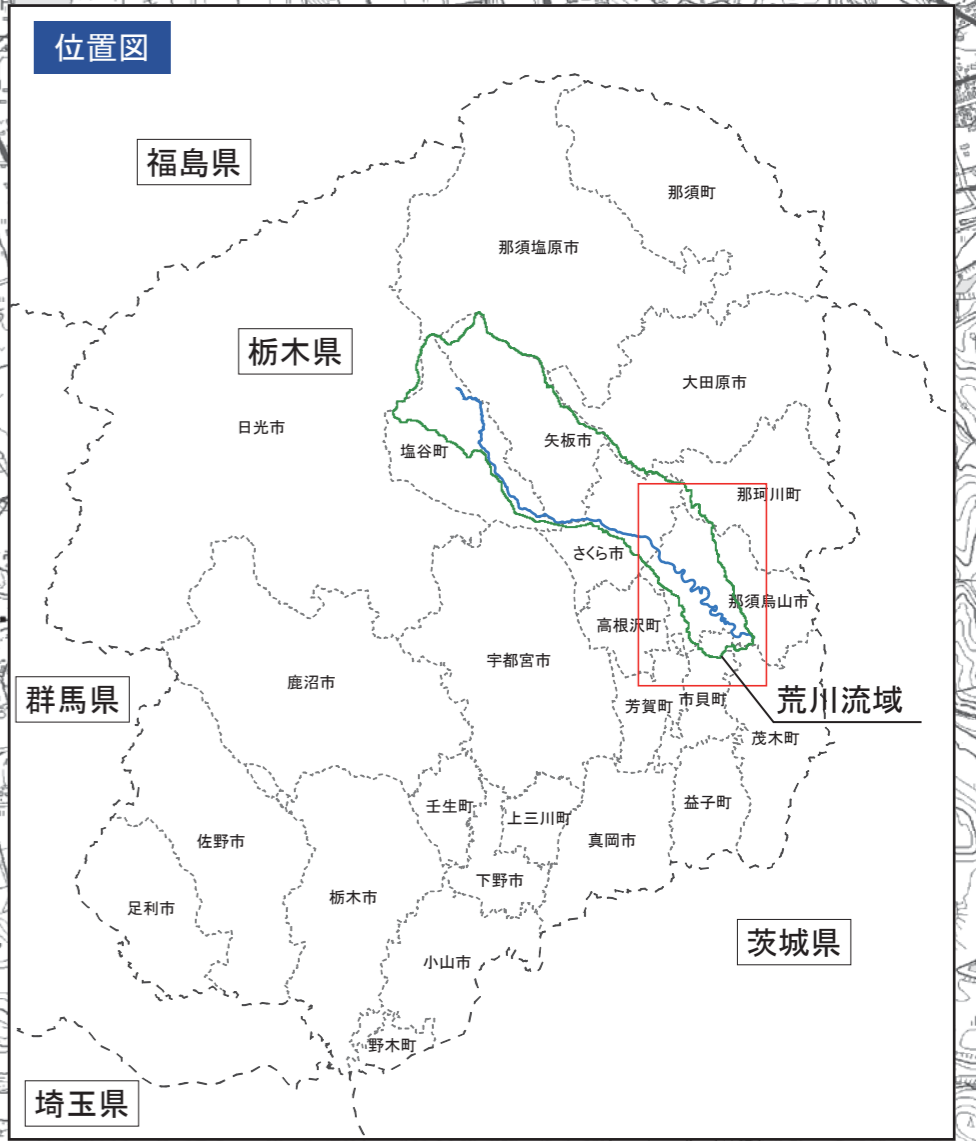 位置図
福島県
那須町
那須塩原市
栃木県
大田原市
日光市
矢板市
塩谷町
那珂川町
さくら市
那須烏山市
高根沢町
宇都宮市
鹿沼市
群馬県
芳賀町
市貝町
荒川流域
茂木町
益子町
壬生町
上三川町
佐野市
真岡市
下野市
栃木市
足利市
茨城県
小山市
野木町
埼玉県